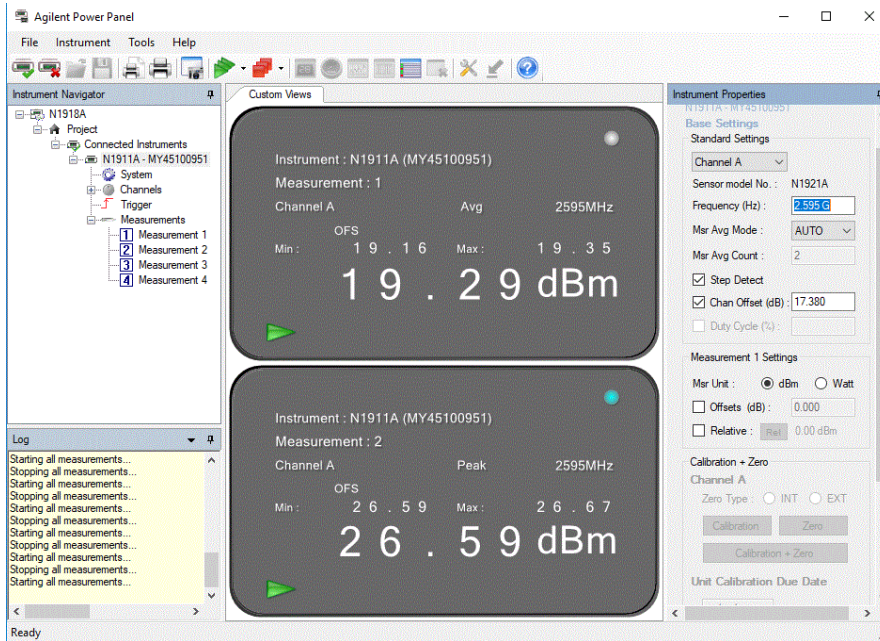 Agilent Power Panel
File Instrument Tools Help
Instrument Navigator
N1918A
Project
Connected Instruments
N1911A - MY45100951
System
Channels
Trigger
Measurements
1 Measurement 1
2 Measurement 2
3 Measurement 3
4 Measurement 4
Log
Starting all measurements...
Stopping all measurements...
Starting all measurements...
Stopping all measurements...
Starting all measurements...
Stopping all measurements...
Starting all measurements...
Stopping all measurements...
Starting all measurements...
Stopping all measurements...
Starting all measurements...
Custom Views
Instrument : N1911A (MY45100951)
Measurement : 1
Channel A Avg 2595MHz
OFS
Min : 19.16 Max : 19.35
19.29 dBm
Instrument : N1911A (MY45100951)
Measurement : 2
Channel A Peak 2595MHz
OFS
Min : 26.59 Max : 26.67
26.59 dBm
Instrument Properties
N1911A - MY45100951
Base Settings
Standard Settings
Channel A
Sensor model No. : N1921A
Frequency (Hz) : 2.595 G
Msr Avg Mode : AUTO
Msr Avg Count : 2
Step Detect
Chan Offset (dB) : 17.380
Duty Cycle (%) :
Measurement 1 Settings
Msr Unit : dBm Watt
Offsets (dB) : 0.000
Relative : Rel 0.00 dBm
Calibration + Zero
Channel A
Zero Type : INT EXT
Calibration Zero
Calibration + Zero
Unit Calibration Due Date
Ready